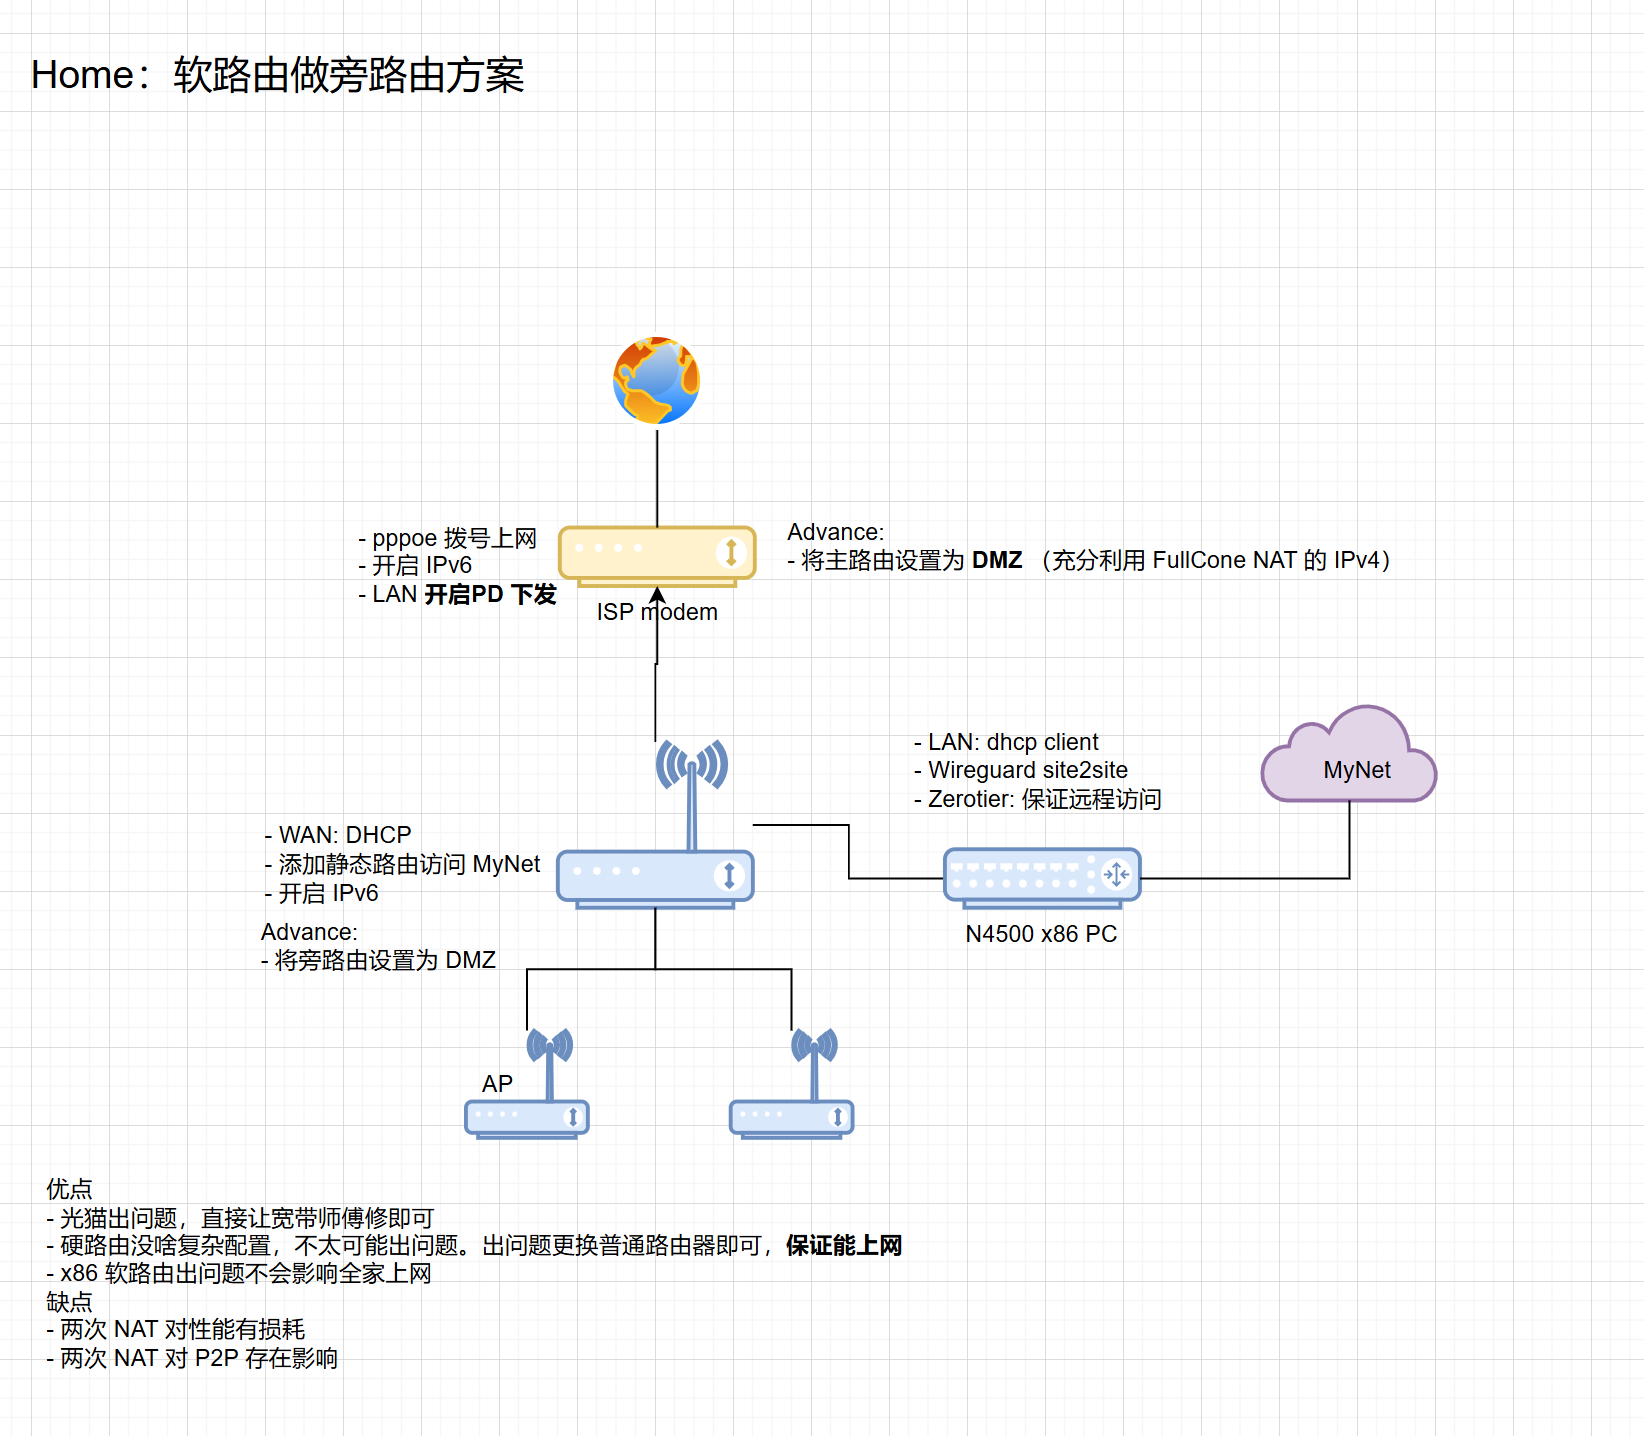 Home：软路由做旁路由方案
- pppoe 拨号上网
- 开启 IPv6
- LAN 开启PD 下发
Advance:
- 将主路由设置为 DMZ （充分利用 FullCone NAT 的 IPv4）
ISP modem
- LAN: dhcp client
- Wireguard site2site
- Zerotier: 保证远程访问
MyNet
- WAN: DHCP
- 添加静态路由访问 MyNet
- 开启 IPv6
Advance:
- 将旁路由设置为 DMZ
N4500 x86 PC
AP
优点
- 光猫出问题，直接让宽带师傅修即可
- 硬路由没啥复杂配置，不太可能出问题。出问题更换普通路由器即可，保证能上网
- x86 软路由出问题不会影响全家上网
缺点
- 两次 NAT 对性能有损耗
- 两次 NAT 对 P2P 存在影响